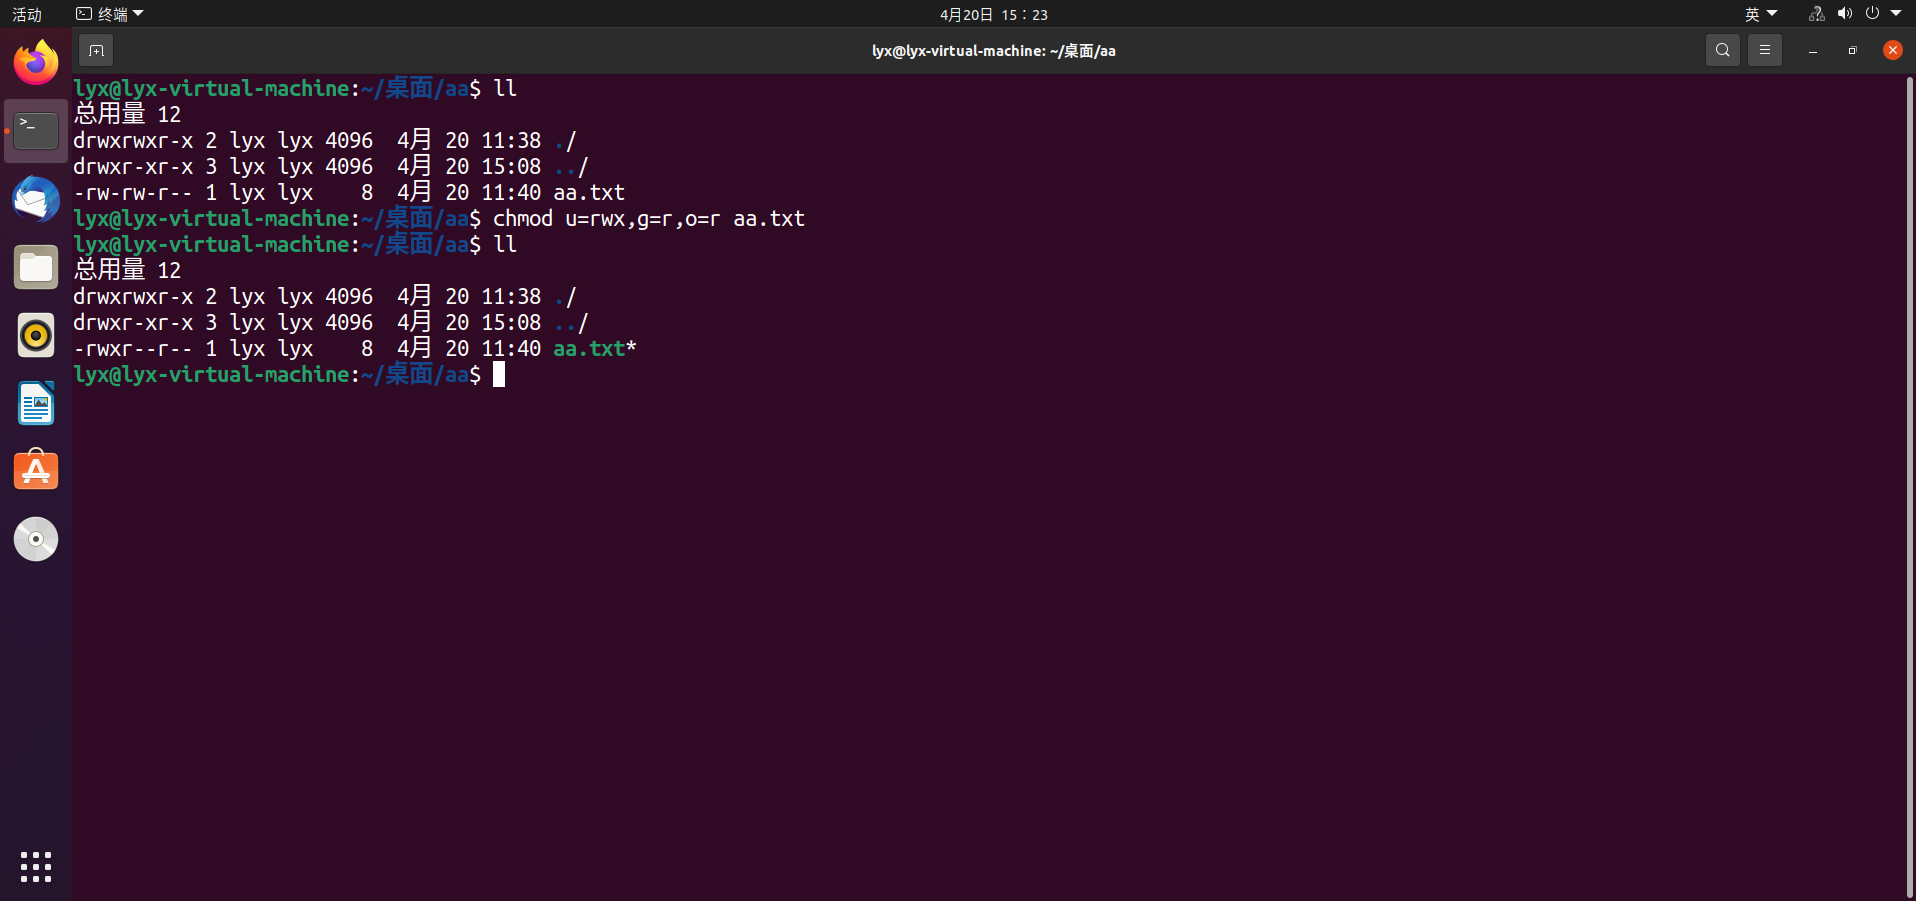 活动 终端 4月20日 15：23 英
lyx@lyx-virtual-machine: ~/桌面/aa
lyx@lyx-virtual-machine:~/桌面/aa$ ll
总用量 12
drwxrwxr-x 2 lyx lyx 4096  4月 20 11:38 ./
drwxr-xr-x 3 lyx lyx 4096  4月 20 15:08 ../
-rw-rw-r-- 1 lyx lyx    8  4月 20 11:40 aa.txt
lyx@lyx-virtual-machine:~/桌面/aa$ chmod u=rwx,g=r,o=r aa.txt
lyx@lyx-virtual-machine:~/桌面/aa$ ll
总用量 12
drwxrwxr-x 2 lyx lyx 4096  4月 20 11:38 ./
drwxr-xr-x 3 lyx lyx 4096  4月 20 15:08 ../
-rwxr--r-- 1 lyx lyx    8  4月 20 11:40 aa.txt*
lyx@lyx-virtual-machine:~/桌面/aa$